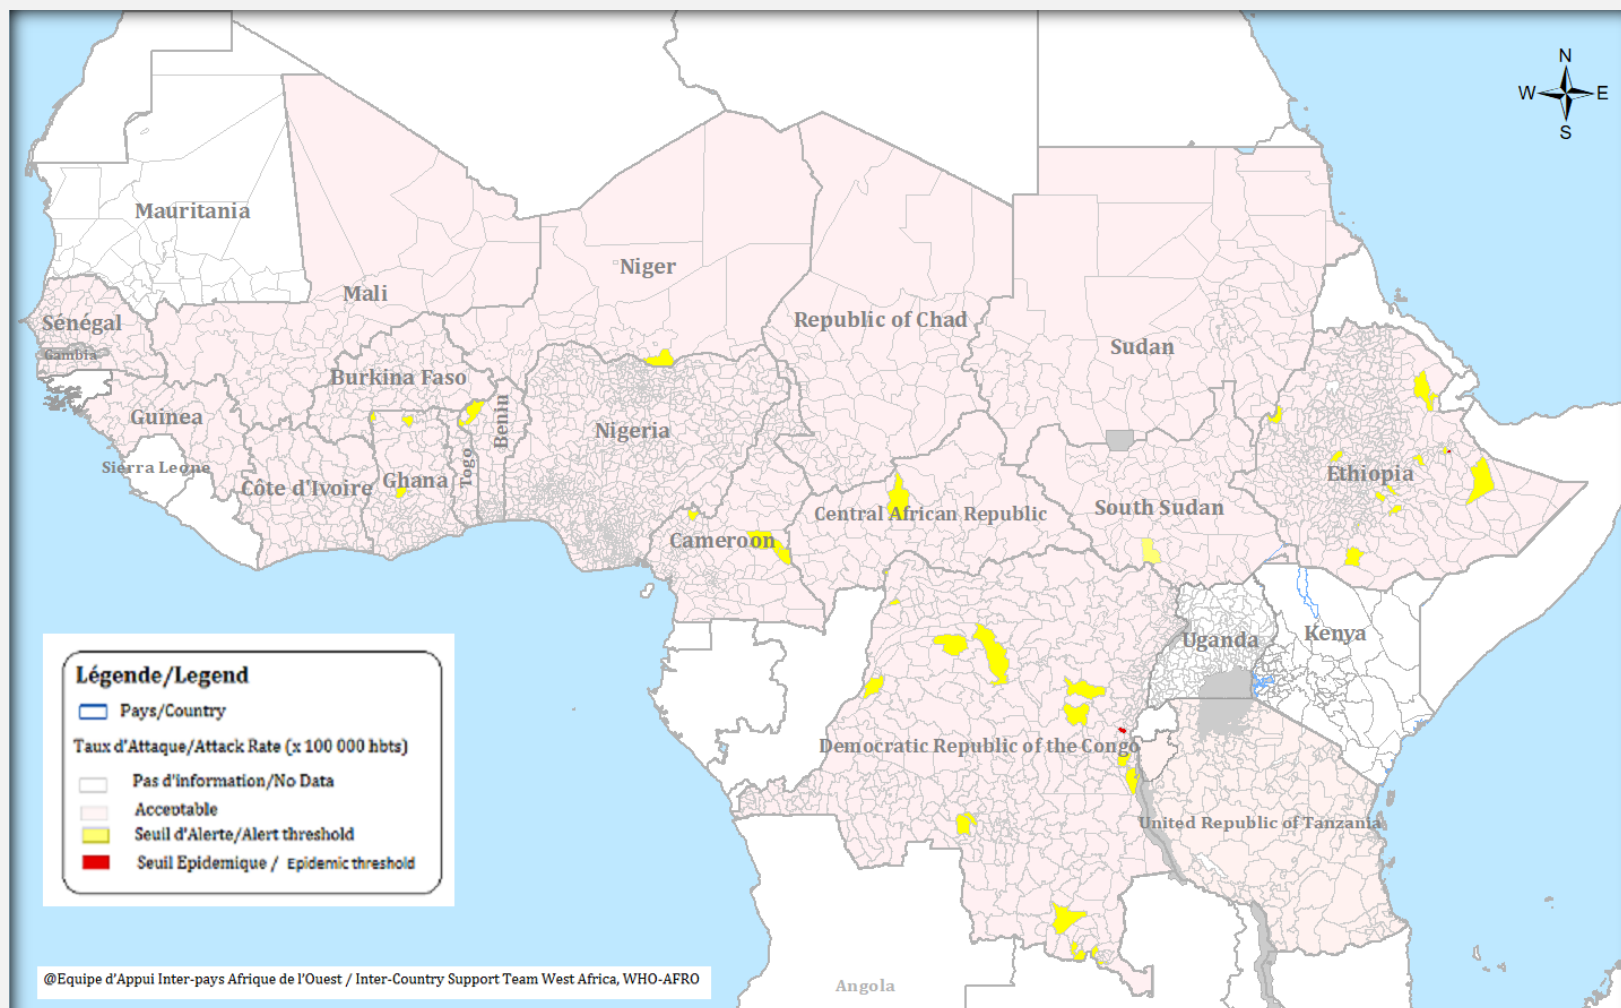 N
W E
S
Mauritania
Niger
Mali
Republic of Chad
Sénégal
Sudan
Gambia
Burkina Faso
Guinea
Benin
Nigeria
Sierra Leone
Togo
Ghana
Côte d'Ivoire
Ethiopia
South Sudan
Central African Republic
Cameroon
Uganda
Kenya
Democratic Republic of the Congo
United Republic of Tanzania
Angola
Légende/Legend
Pays/Country
Taux d'Attaque/Attack Rate (x 100 000 hbts)
Pas d'information/No Data
Acceptable
Seuil d'Alerte/Alert threshold
Seuil Epidemique / Epidemic threshold
@Equipe d'Appui Inter-pays Afrique de l'Ouest / Inter-Country Support Team West Africa, WHO-AFRO